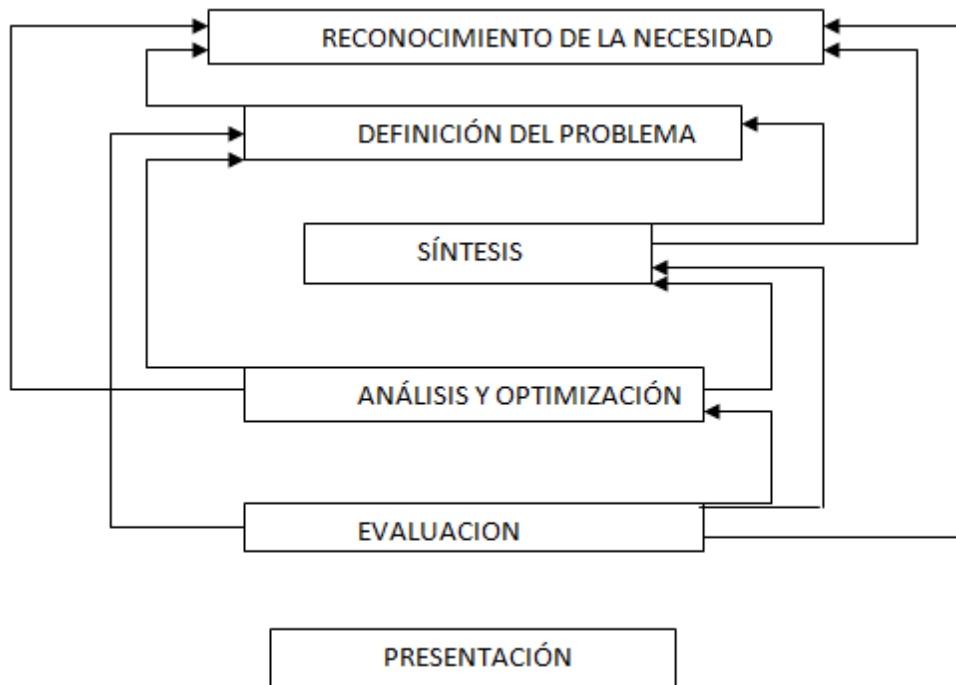 RECONOCIMIENTO DE LA NECESIDAD
DEFINICIÓN DEL PROBLEMA
SÍNTESIS
ANÁLISIS Y OPTIMIZACIÓN
EVALUACION
PRESENTACIÓN